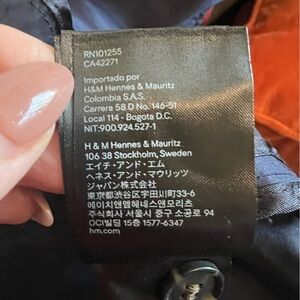 RN101255
CA42271
Importado por
H&M Hennes & Mauritz
Colombia S.A.S.
Carrera 58 D No. 146-51
Local 114 - Bogota D.C.
NIT:900.924.527-1
H&M Hennes & Mauritz
106 38 Stockholm, Sweden
エイチ・アンド・エム
ヘネス・アンド・マウリッツ
ジャパン株式会社
東京都渋谷区宇田川町33-6
에이치앤엠헤네스앤모리츠
주식회사 서울시 중구 소공로 94
OCI빌딩 15층 1577-6347
hm.com